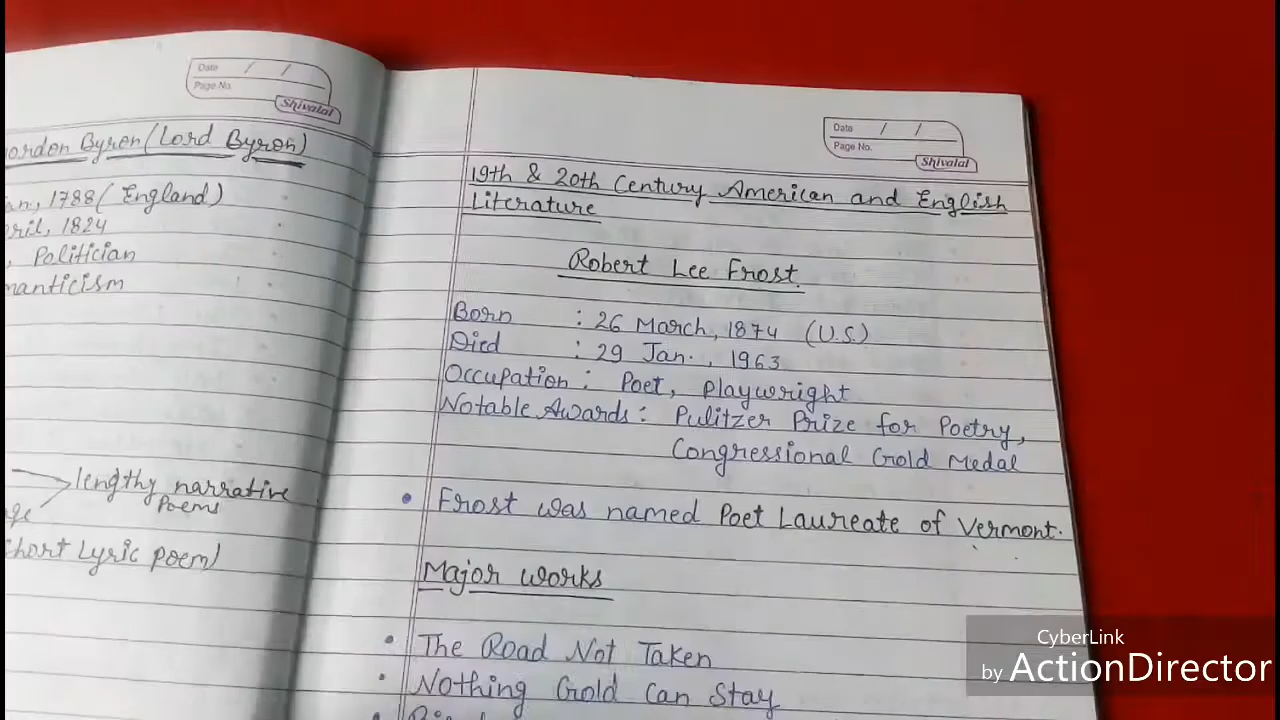 Date / /
Page No.
Shivalal
ordon Byron (Lord Byron)
an., 1788 ( England )
ril, 1824
, Politician
manticism
lengthy narrative
Poems
ge
Short Lyric poem)
Date / /
Page No.
Shivalal
19th & 20th Century American and English
Literature
Robert Lee Frost.
Born : 26 March, 1874 (U.S.)
Died : 29 Jan., 1963
Occupation : Poet, Playwright
Notable Awards : Pulitzer Prize for Poetry,
Congressional Gold Medal
• Frost was named Poet Laureate of Vermont.
Major works
• The Road Not Taken
• Nothing Gold Can Stay
CyberLink
by ActionDirector